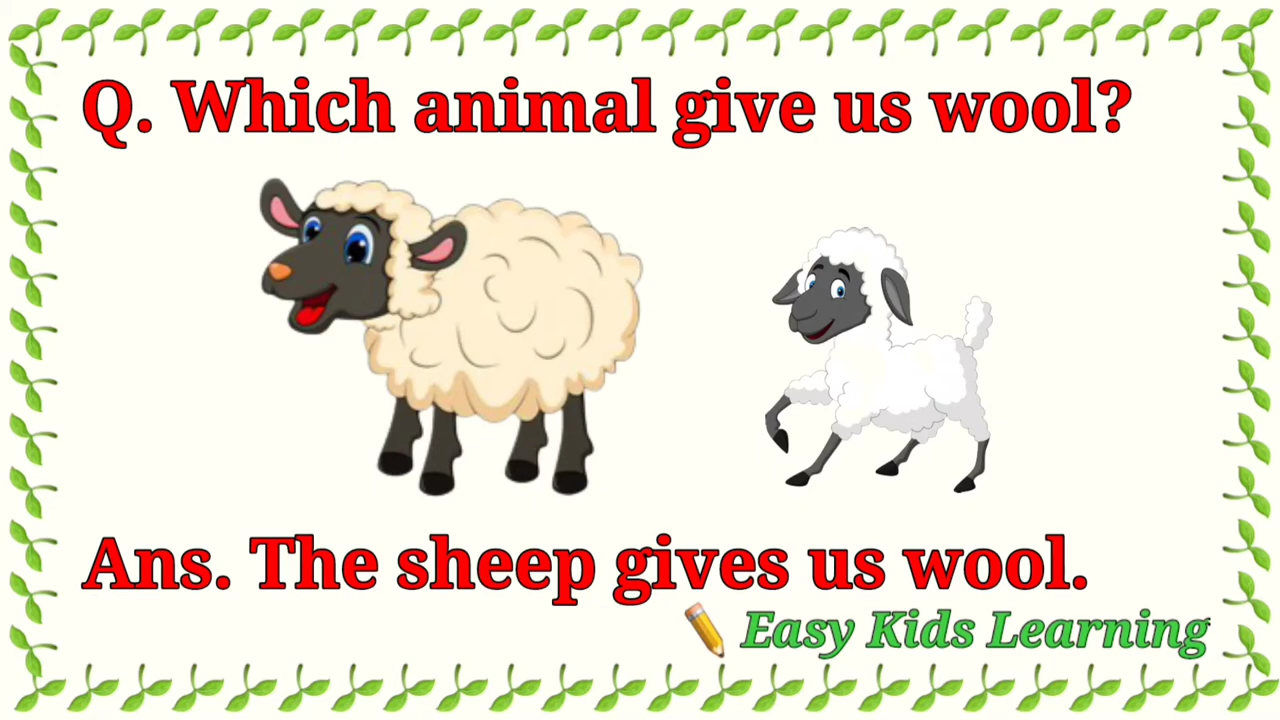 Q. Which animal give us wool?
Ans. The sheep gives us wool.
Easy Kids Learning